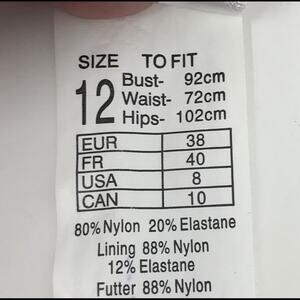 SIZE TO FIT
12 Bust- 92cm
Waist- 72cm
Hips- 102cm
EUR 38
FR 40
USA 8
CAN 10
80% Nylon 20% Elastane
Lining 88% Nylon
12% Elastane
Futter 88% Nylon